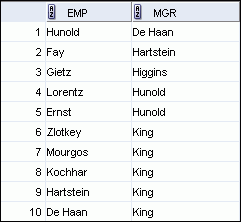 EMP MGR
1 Hunold De Haan
2 Fay Hartstein
3 Gietz Higgins
4 Lorentz Hunold
5 Ernst Hunold
6 Zlotkey King
7 Mourgos King
8 Kochhar King
9 Hartstein King
10 De Haan King